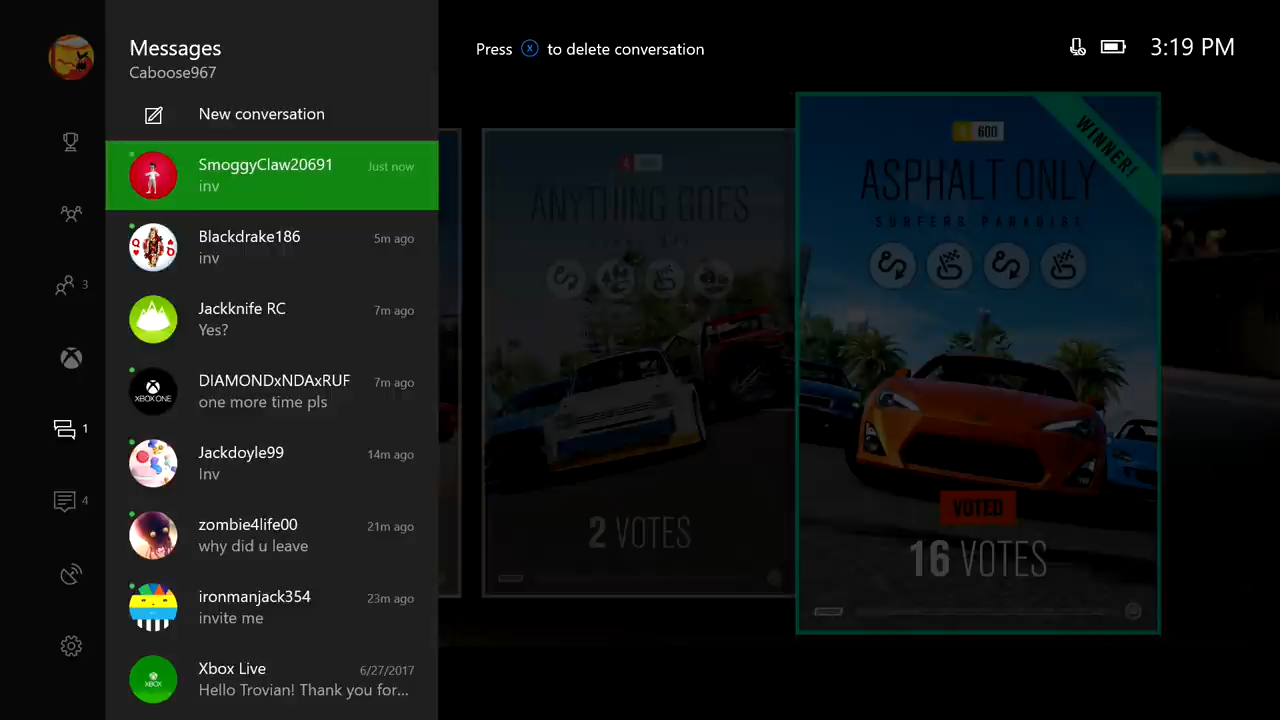 Messages
Caboose967
New conversation
SmoggyClaw20691
Just now
inv
Blackdrake186
5m ago
inv
Jackknife RC
7m ago
Yes?
DIAMONDxNDAxRUF
7m ago
one more time pls
Jackdoyle99
14m ago
Inv
zombie4life00
21m ago
why did u leave
ironmanjack354
23m ago
invite me
Xbox Live
6/27/2017
Hello Trovian! Thank you for...
3
1
4
XBOX ONE
XBOX
Press X to delete conversation
3:19 PM
ANYTHING GOES
2 VOTES
600
WINNER!
ASPHALT ONLY
SURFERS PARADISE
VOTED
16 VOTES